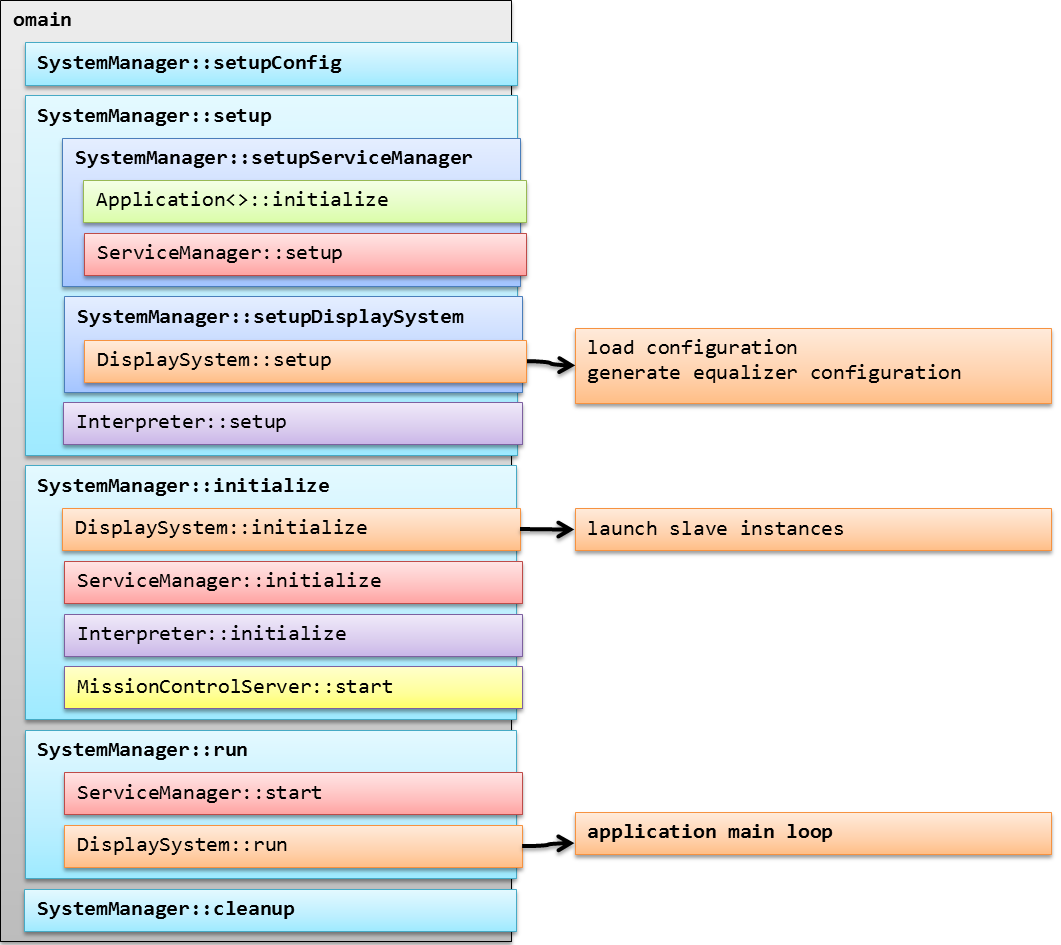 omain
SystemManager::setupConfig
SystemManager::setup
SystemManager::setupServiceManager
Application<>::initialize
ServiceManager::setup
SystemManager::setupDisplaySystem
DisplaySystem::setup
load configuration
generate equalizer configuration
Interpreter::setup
SystemManager::initialize
DisplaySystem::initialize
launch slave instances
ServiceManager::initialize
Interpreter::initialize
MissionControlServer::start
SystemManager::run
ServiceManager::start
DisplaySystem::run
application main loop
SystemManager::cleanup